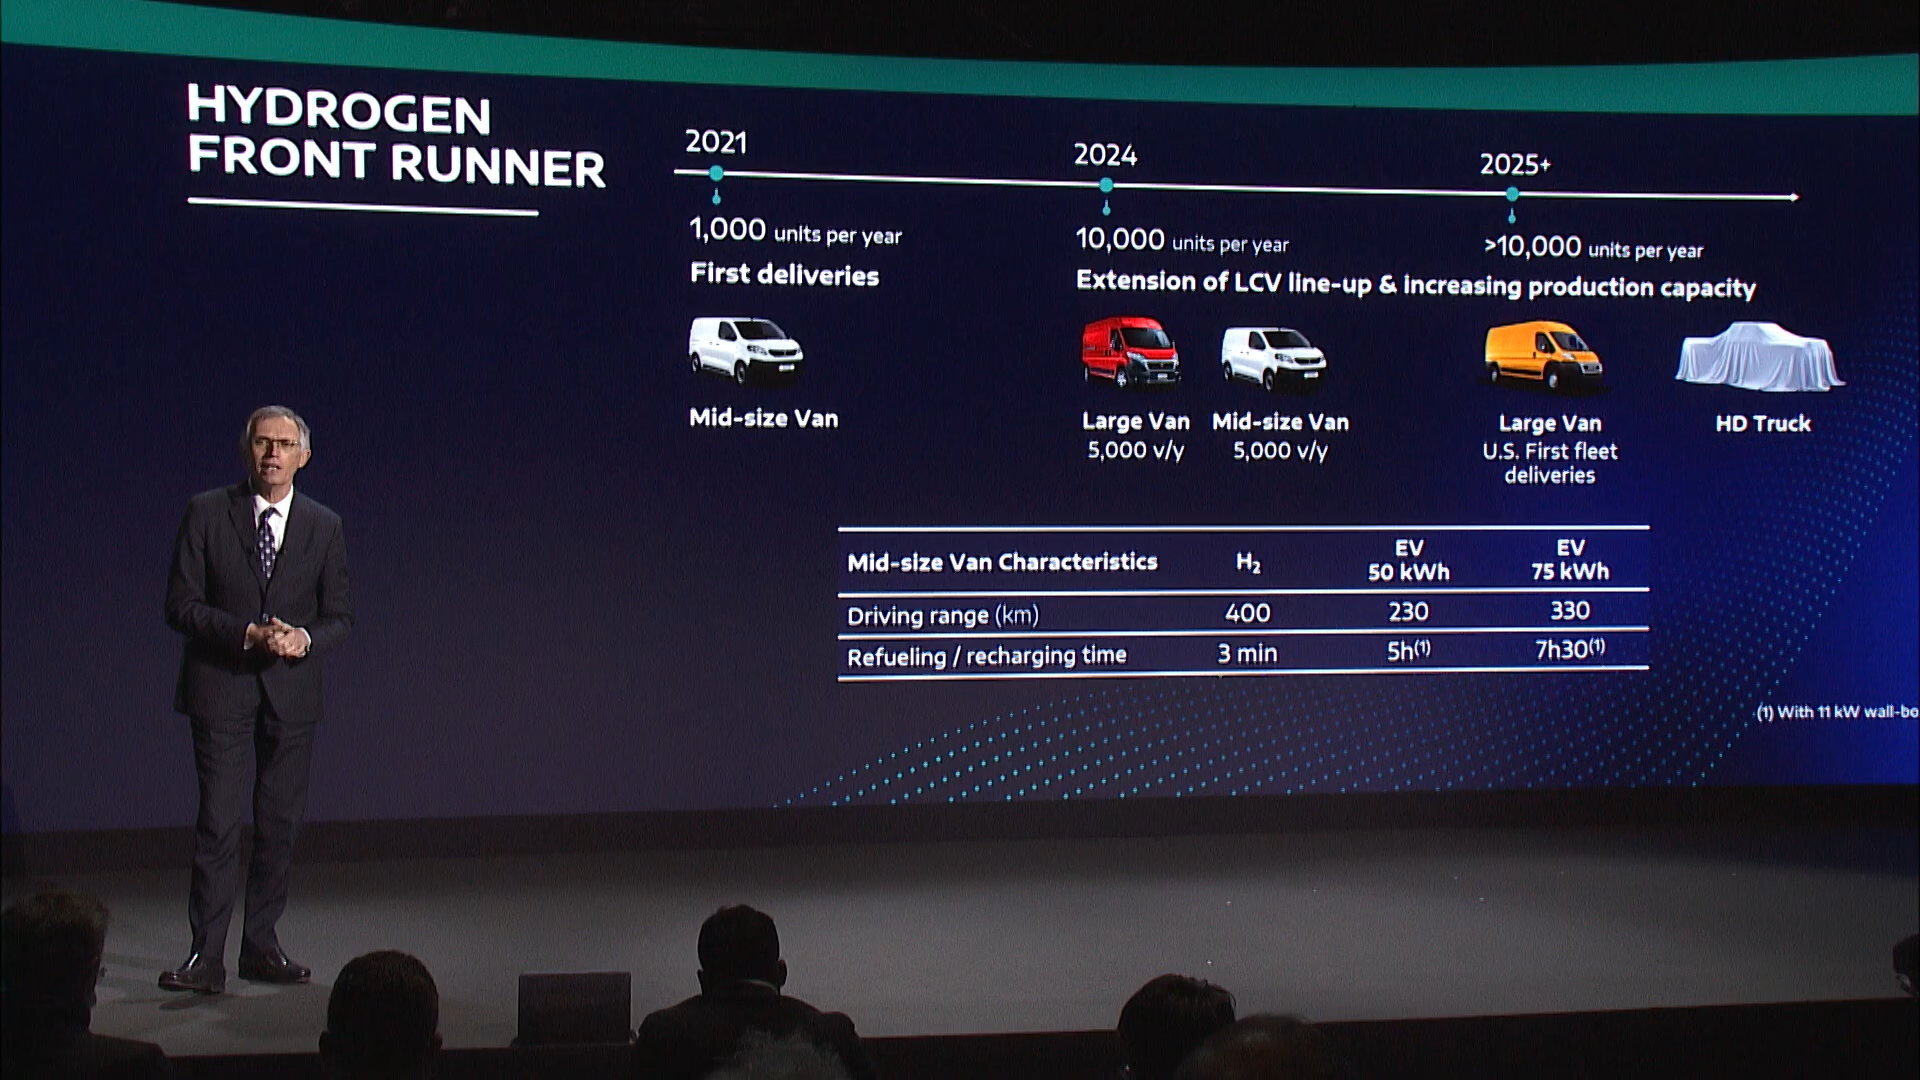 HYDROGEN
FRONT RUNNER
2021
2024
2025+
1,000 units per year
10,000 units per year
>10,000 units per year
First deliveries
Extension of LCV line-up & increasing production capacity
Mid-size Van
Large Van
5,000 v/y
Mid-size Van
5,000 v/y
Large Van
U.S. First fleet
deliveries
HD Truck
Mid-size Van Characteristics H₂ EV 50 kWh EV 75 kWh
Driving range (km) 400 230 330
Refueling / recharging time 3 min 5h(1) 7h30(1)
(1) With 11 kW wall-bo